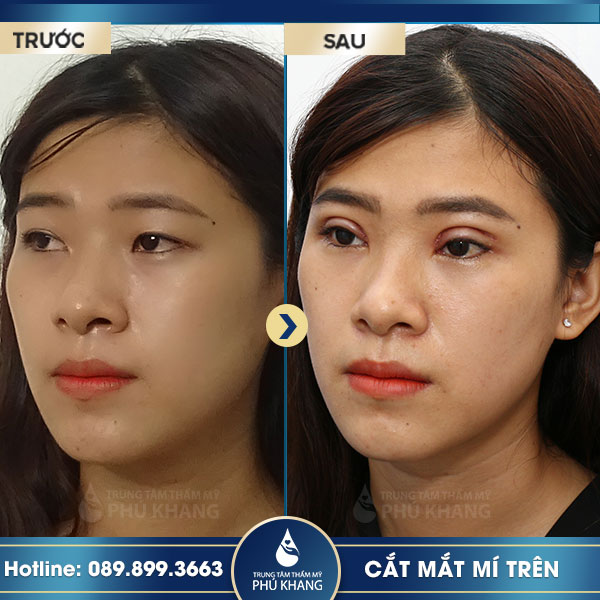 TRƯỚC
SAU
TRUNG TÂM THẨM MỸ
PHÚ KHANG
TRUNG TÂM THẨM MỸ
PHÚ KHANG
Hotline: 089.899.3663
TRUNG TÂM THẨM MỸ
PHÚ KHANG
CẮT MẮT MÍ TRÊN